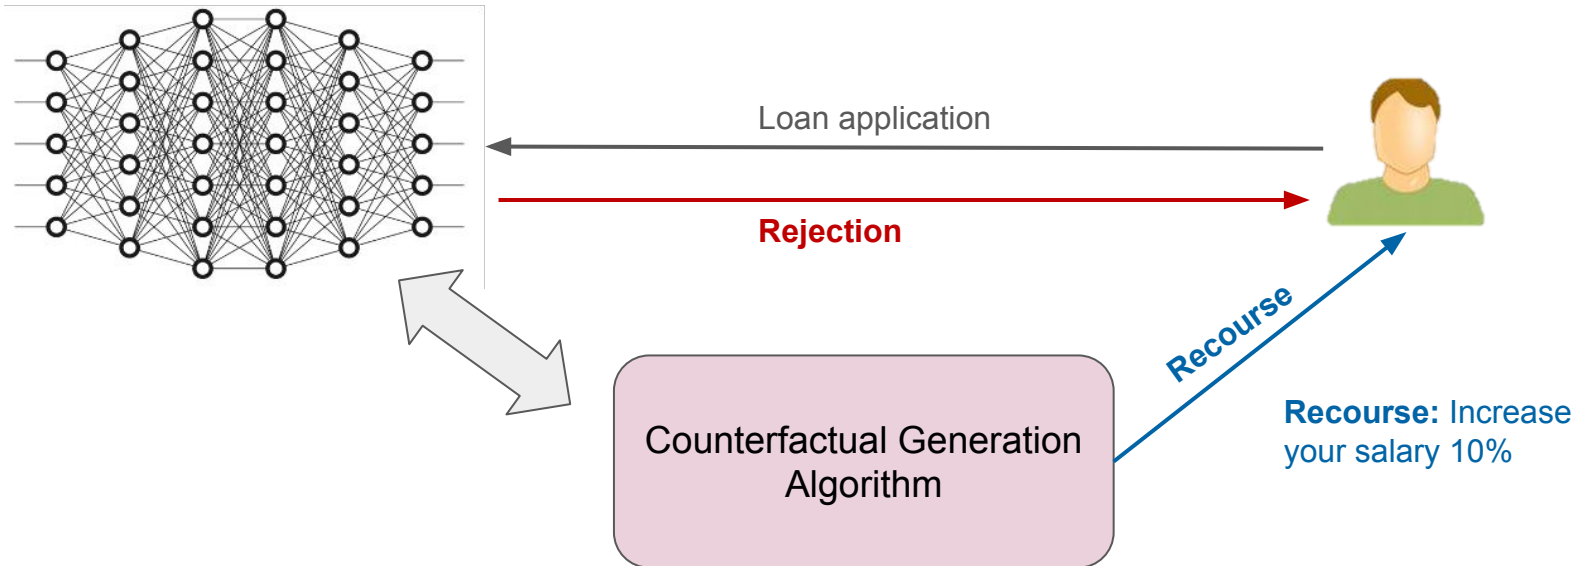 Loan application
Rejection
Recourse
Recourse: Increase
your salary 10%
Counterfactual Generation
Algorithm